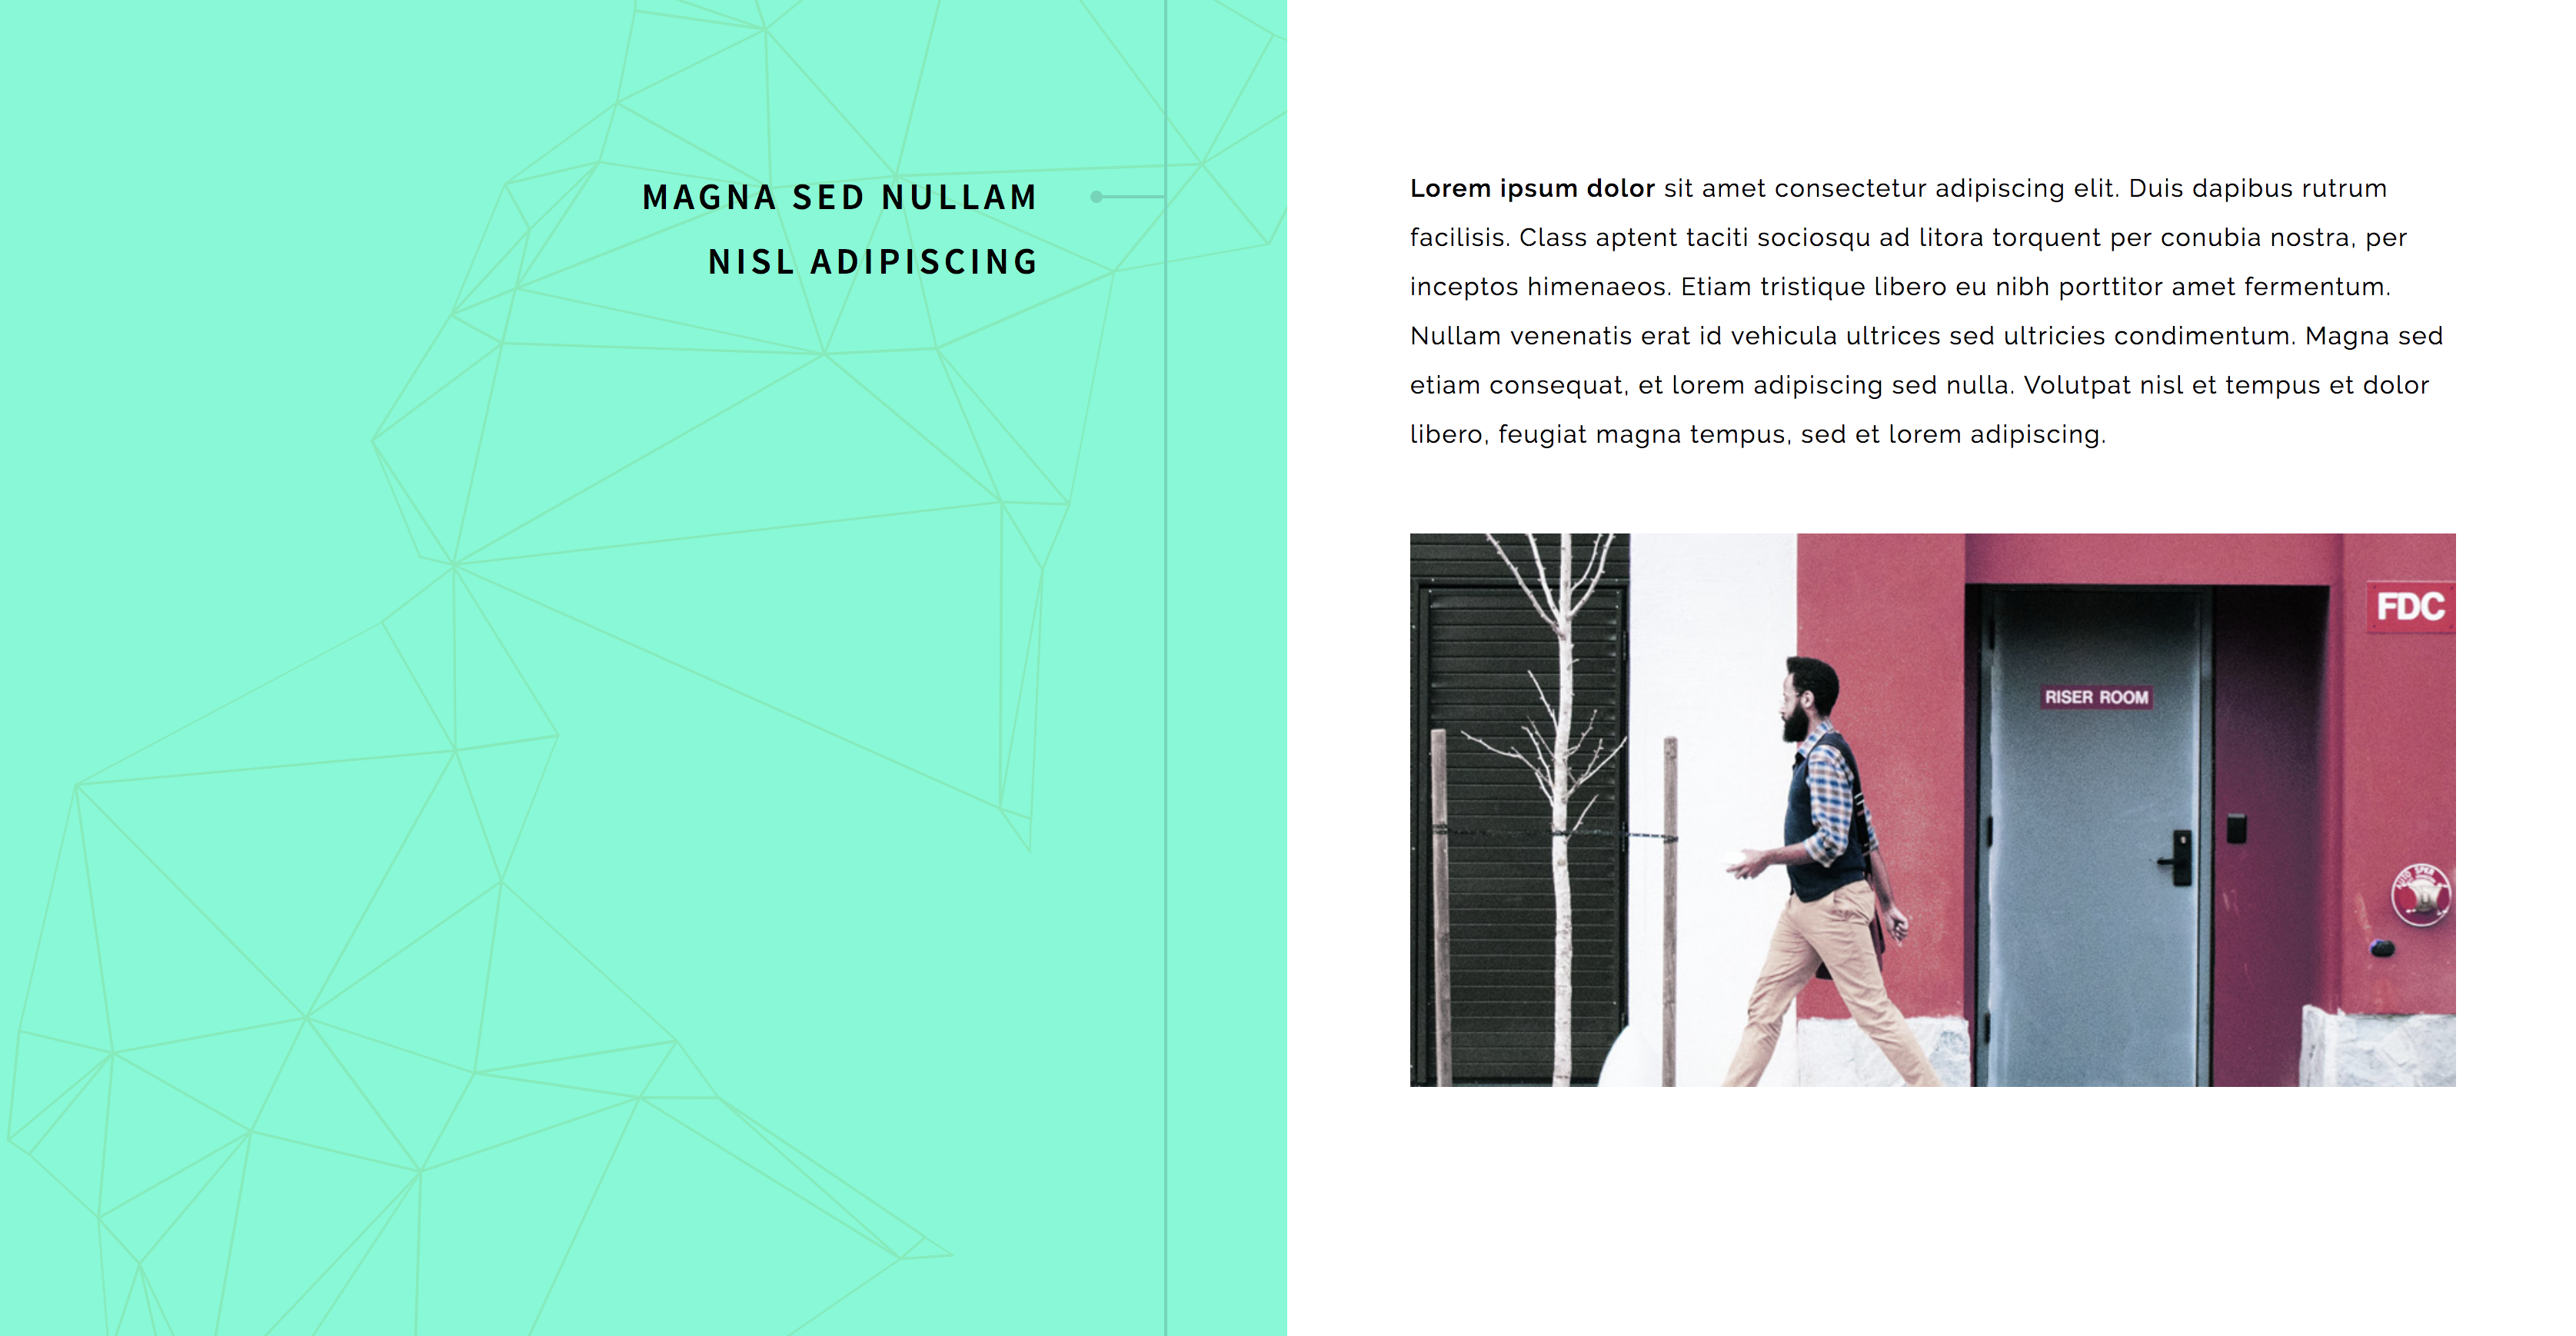 MAGNA SED NULLAM
NISL ADIPISCING
Lorem ipsum dolor sit amet consectetur adipiscing elit. Duis dapibus rutrum
facilisis. Class aptent taciti sociosqu ad litora torquent per conubia nostra, per
inceptos himenaeos. Etiam tristique libero eu nibh porttitor amet fermentum.
Nullam venenatis erat id vehicula ultrices sed ultricies condimentum. Magna sed
etiam consequat, et lorem adipiscing sed nulla. Volutpat nisl et tempus et dolor
libero, feugiat magna tempus, sed et lorem adipiscing.
FDC
RISER ROOM
AUTO SPKR